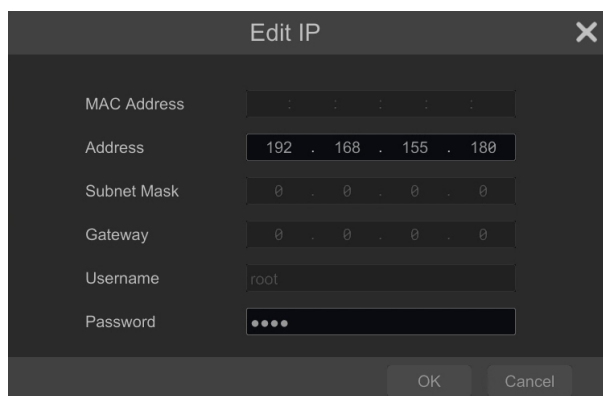 Edit IP
MAC Address : : : : :
Address 192 . 168 . 155 . 180
Subnet Mask 0 . 0 . 0 . 0
Gateway 0 . 0 . 0 . 0
Username root
Password ●●●●
OK Cancel